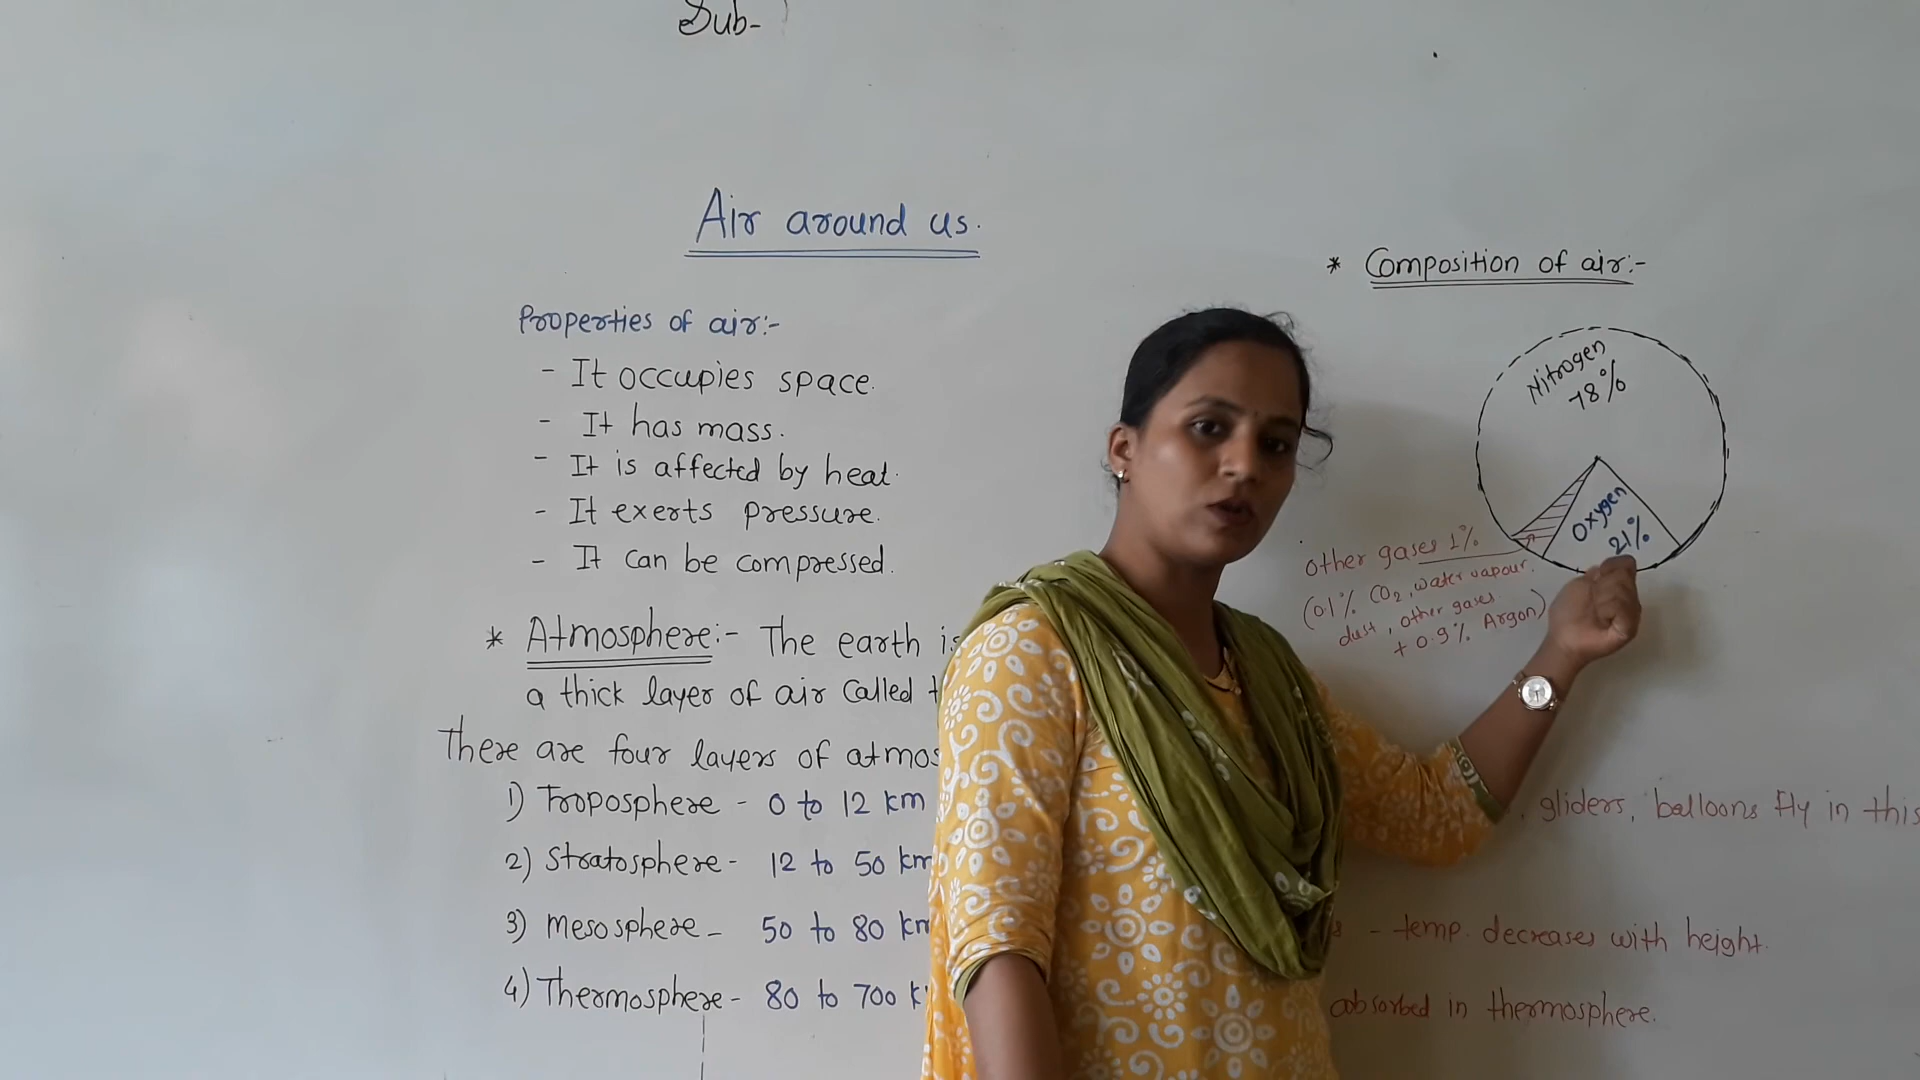 Sub-
Air around us.
Properties of air:-
- It occupies space.
- It has mass.
- It is affected by heat.
- It exerts pressure.
- It can be compressed.
* Atmosphere:- The earth is
a thick layer of air called
There are four layers of atmos
1) Troposphere - 0 to 12 km
2) Stratosphere - 12 to 50 km
3) Mesosphere - 50 to 80 km
4) Thermosphere - 80 to 700 k
* Composition of air:-
Nitrogen
78%
Oxygen
21%
other gases 1%
(0.1% CO2, water vapour.
dust, other gases.
+ 0.9% Argon)
, gliders, balloons fly in this
- temp. decreases with height.
absorbed in thermosphere.